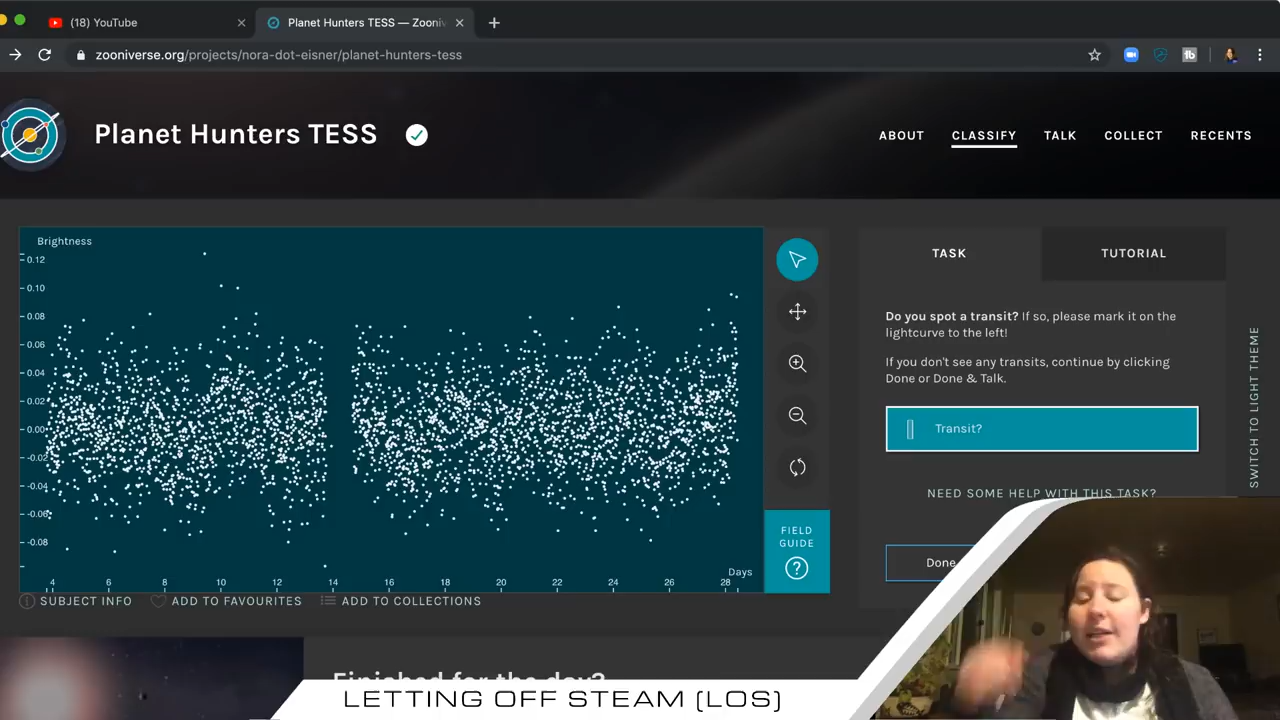 (18) YouTube
Planet Hunters TESS — Zooniv
zooniverse.org/projects/nora-dot-eisner/planet-hunters-tess
Planet Hunters TESS
ABOUT CLASSIFY TALK COLLECT RECENTS
Brightness
0.12
0.10
0.08
0.06
0.04
0.02
0.00
-0.02
-0.04
-0.06
-0.08
4 6 8 10 12 14 16 18 20 22 24 26 28
Days
FIELD
GUIDE
?
TASK TUTORIAL
Do you spot a transit? If so, please mark it on the
lightcurve to the left!
If you don't see any transits, continue by clicking
Done or Done & Talk.
Transit?
NEED SOME HELP WITH THIS TASK?
Done
SWITCH TO LIGHT THEME
SUBJECT INFO ADD TO FAVOURITES ADD TO COLLECTIONS
Finished for the day?
LETTING OFF STEAM (LOS)